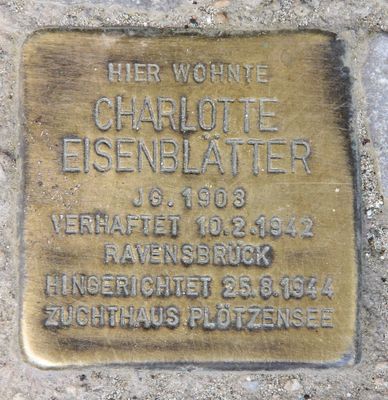 HIER WOHNTE
CHARLOTTE
EISENBLÄTTER
JG. 1903
VERHAFTET 10.2.1942
RAVENSBRÜCK
HINGERICHTET 25.8.1944
ZUCHTHAUS PLÖTZENSEE